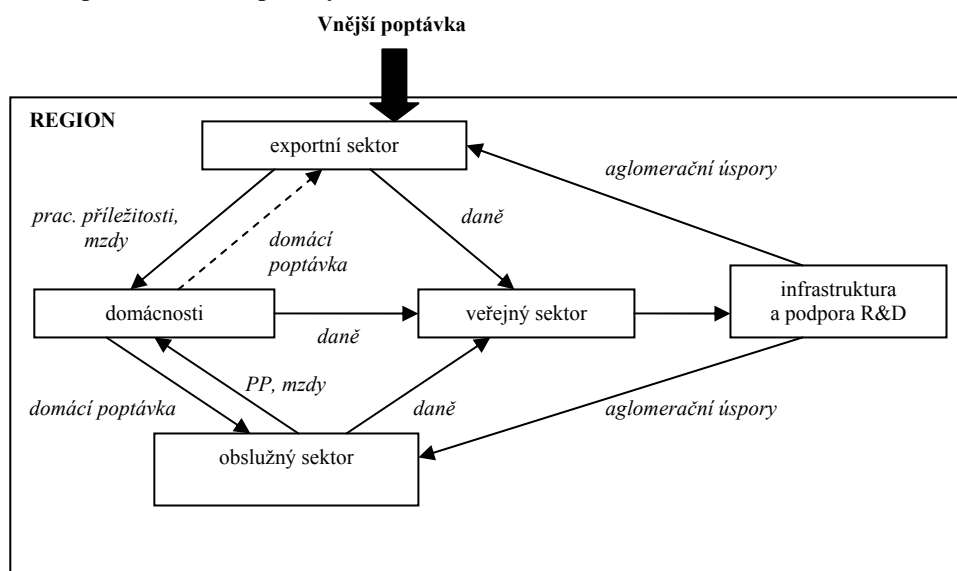 Vnější poptávka
REGION
exportní sektor
aglomerační úspory
prac. příležitosti,
mzdy
daně
domácí
poptávka
domácnosti
veřejný sektor
infrastruktura
a podpora R&D
daně
PP, mzdy
domácí poptávka
daně
aglomerační úspory
obslužný sektor